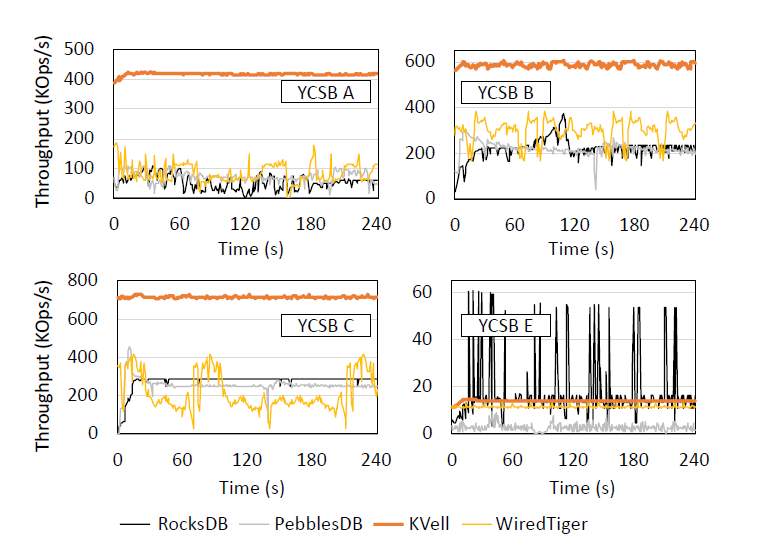 Throughput (KOps/s)
500
400
300
200
100
0
YCSB A
0 60 120 180 240
Time (s)
600
400
200
0
YCSB B
0 60 120 180 240
Time (s)
Throughput (KOps/s)
800
600
400
200
0
YCSB C
0 60 120 180 240
Time (s)
60
40
20
0
YCSB E
0 60 120 180 240
Time (s)
RocksDB PebblesDB KVell WiredTiger